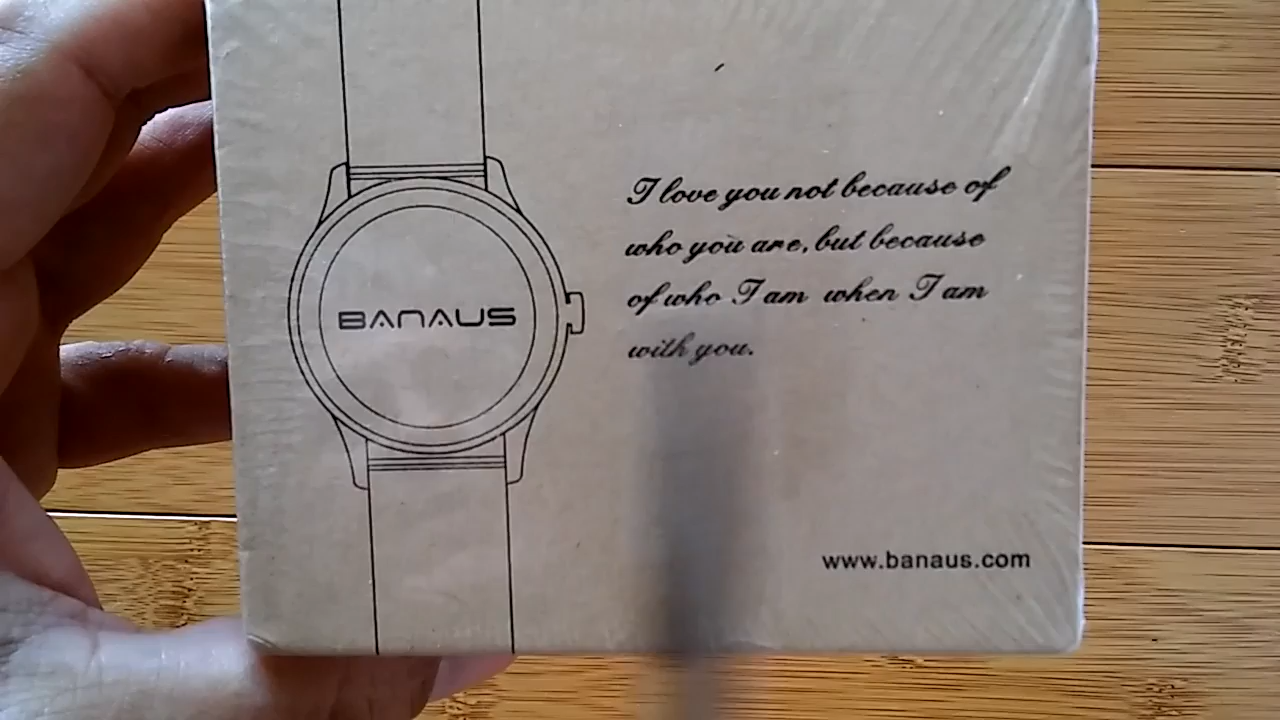 BANAUS
I love you not because of
who you are, but because
of who I am when I am
with you.
www.banaus.com